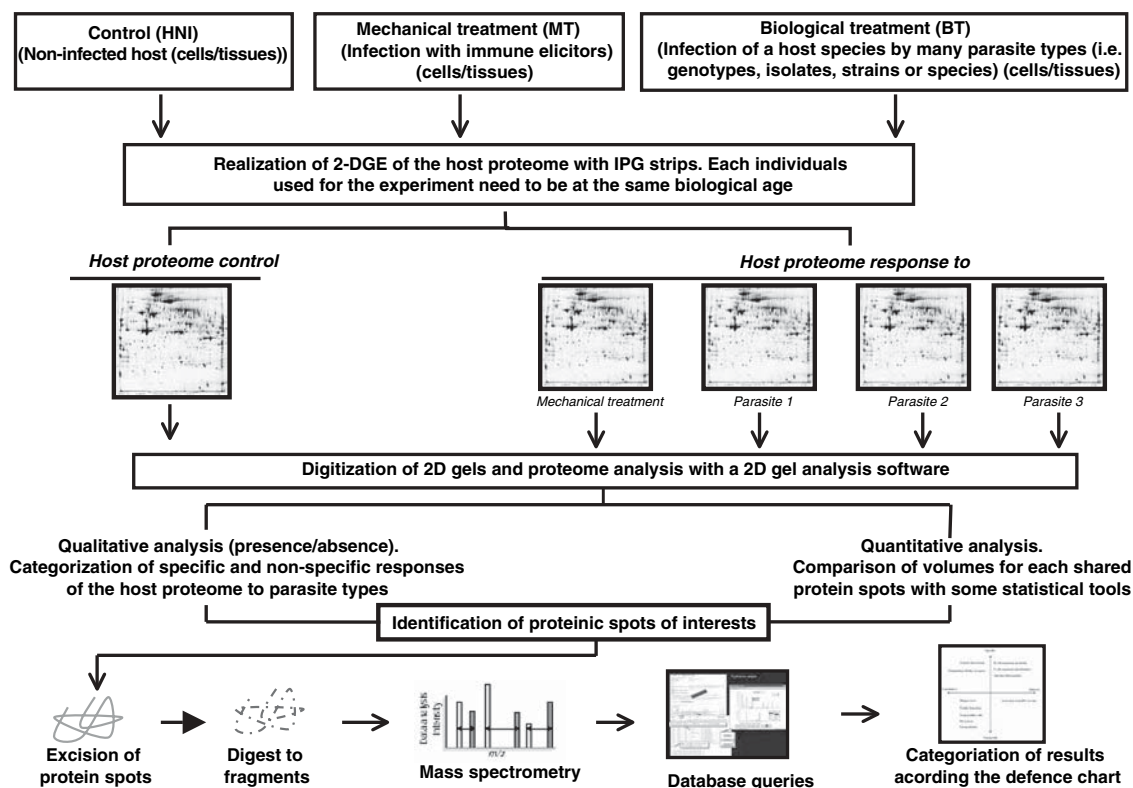 Control (HNI)
(Non-infected host (cells/tissues))
Mechanical treatment (MT)
(Infection with immune elicitors)
(cells/tissues)
Biological treatment (BT)
(Infection of a host species by many parasite types (i.e.
genotypes, isolates, strains or species) (cells/tissues)
Realization of 2-DGE of the host proteome with IPG strips. Each individuals
used for the experiment need to be at the same biological age
Host proteome control
Host proteome response to
Mechanical treatment
Parasite 1
Parasite 2
Parasite 3
Digitization of 2D gels and proteome analysis with a 2D gel analysis software
Qualitative analysis (presence/absence).
Categorization of specific and non-specific responses
of the host proteome to parasite types
Quantitative analysis.
Comparison of volumes for each shared
protein spots with some statistical tools
Identification of proteinic spots of interests
Excision of
protein spots
Digest to
fragments
Data analysis
Intensity
m/z
Mass spectrometry
Database queries
Categoriation of results
acording the defence chart